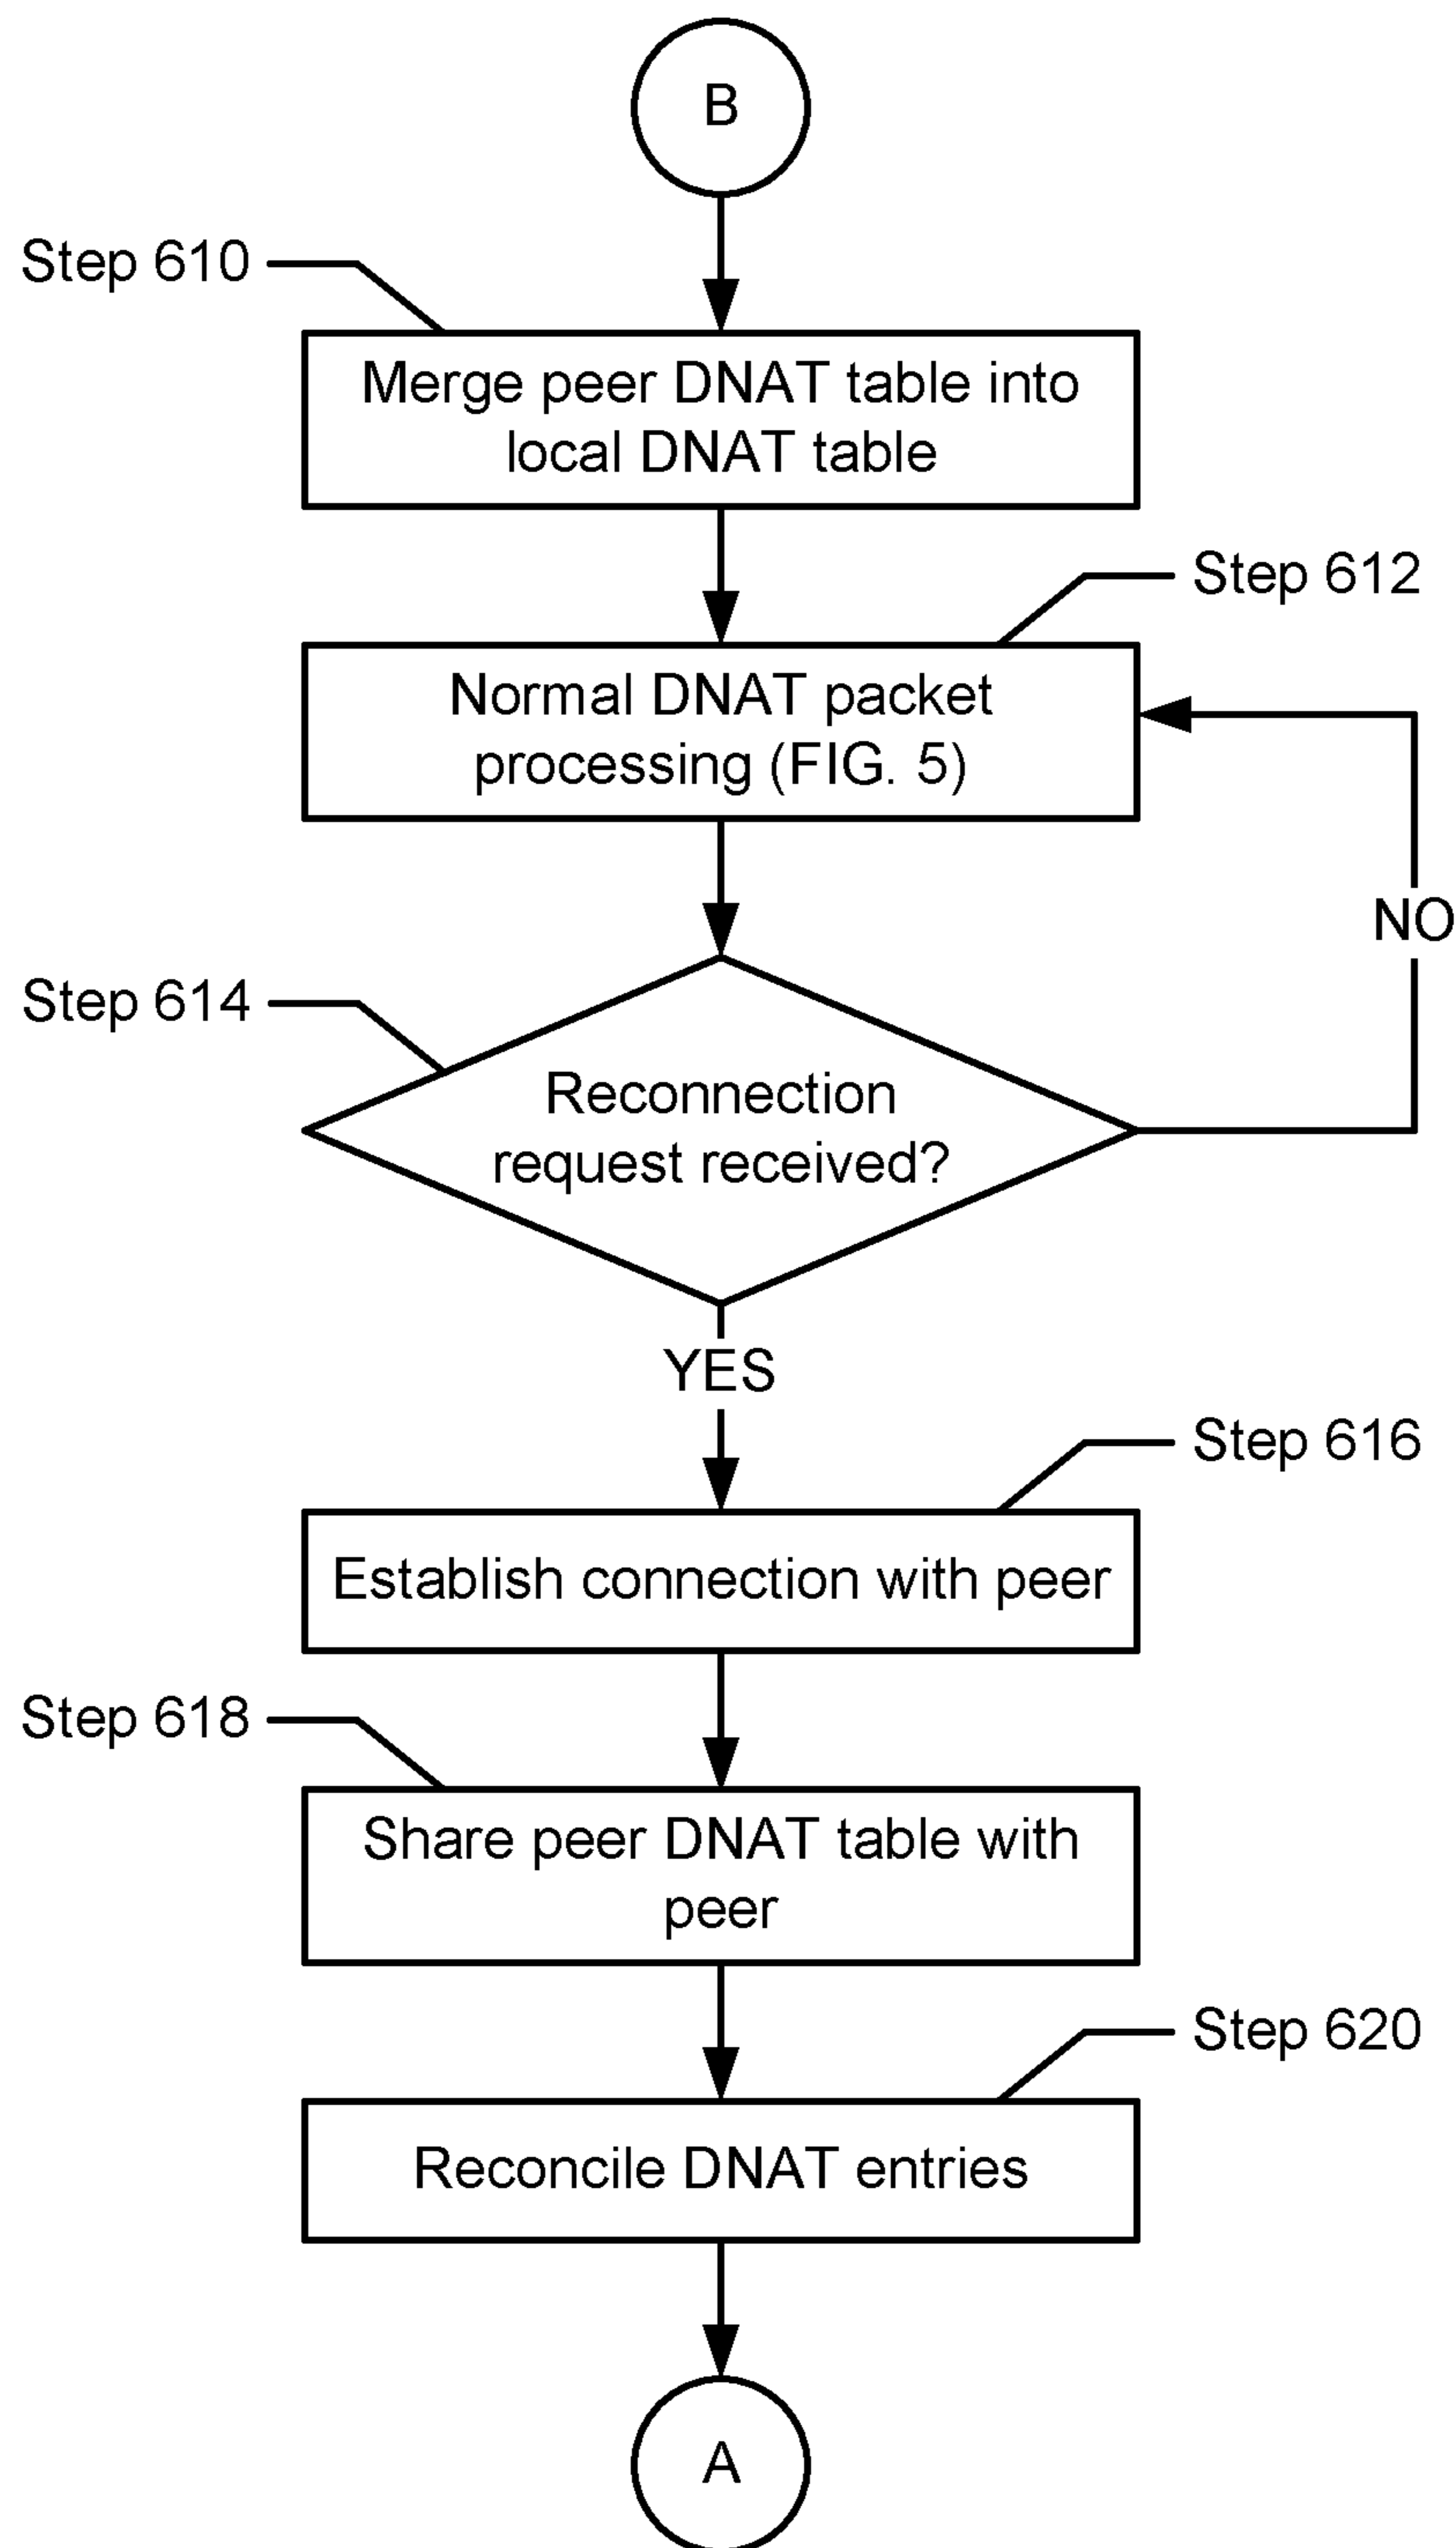 B
Step 610
Merge peer DNAT table into
local DNAT table
Step 612
Normal DNAT packet
processing (FIG. 5)
NO
Step 614
Reconnection
request received?
YES
Step 616
Establish connection with peer
Step 618
Share peer DNAT table with
peer
Step 620
Reconcile DNAT entries
A